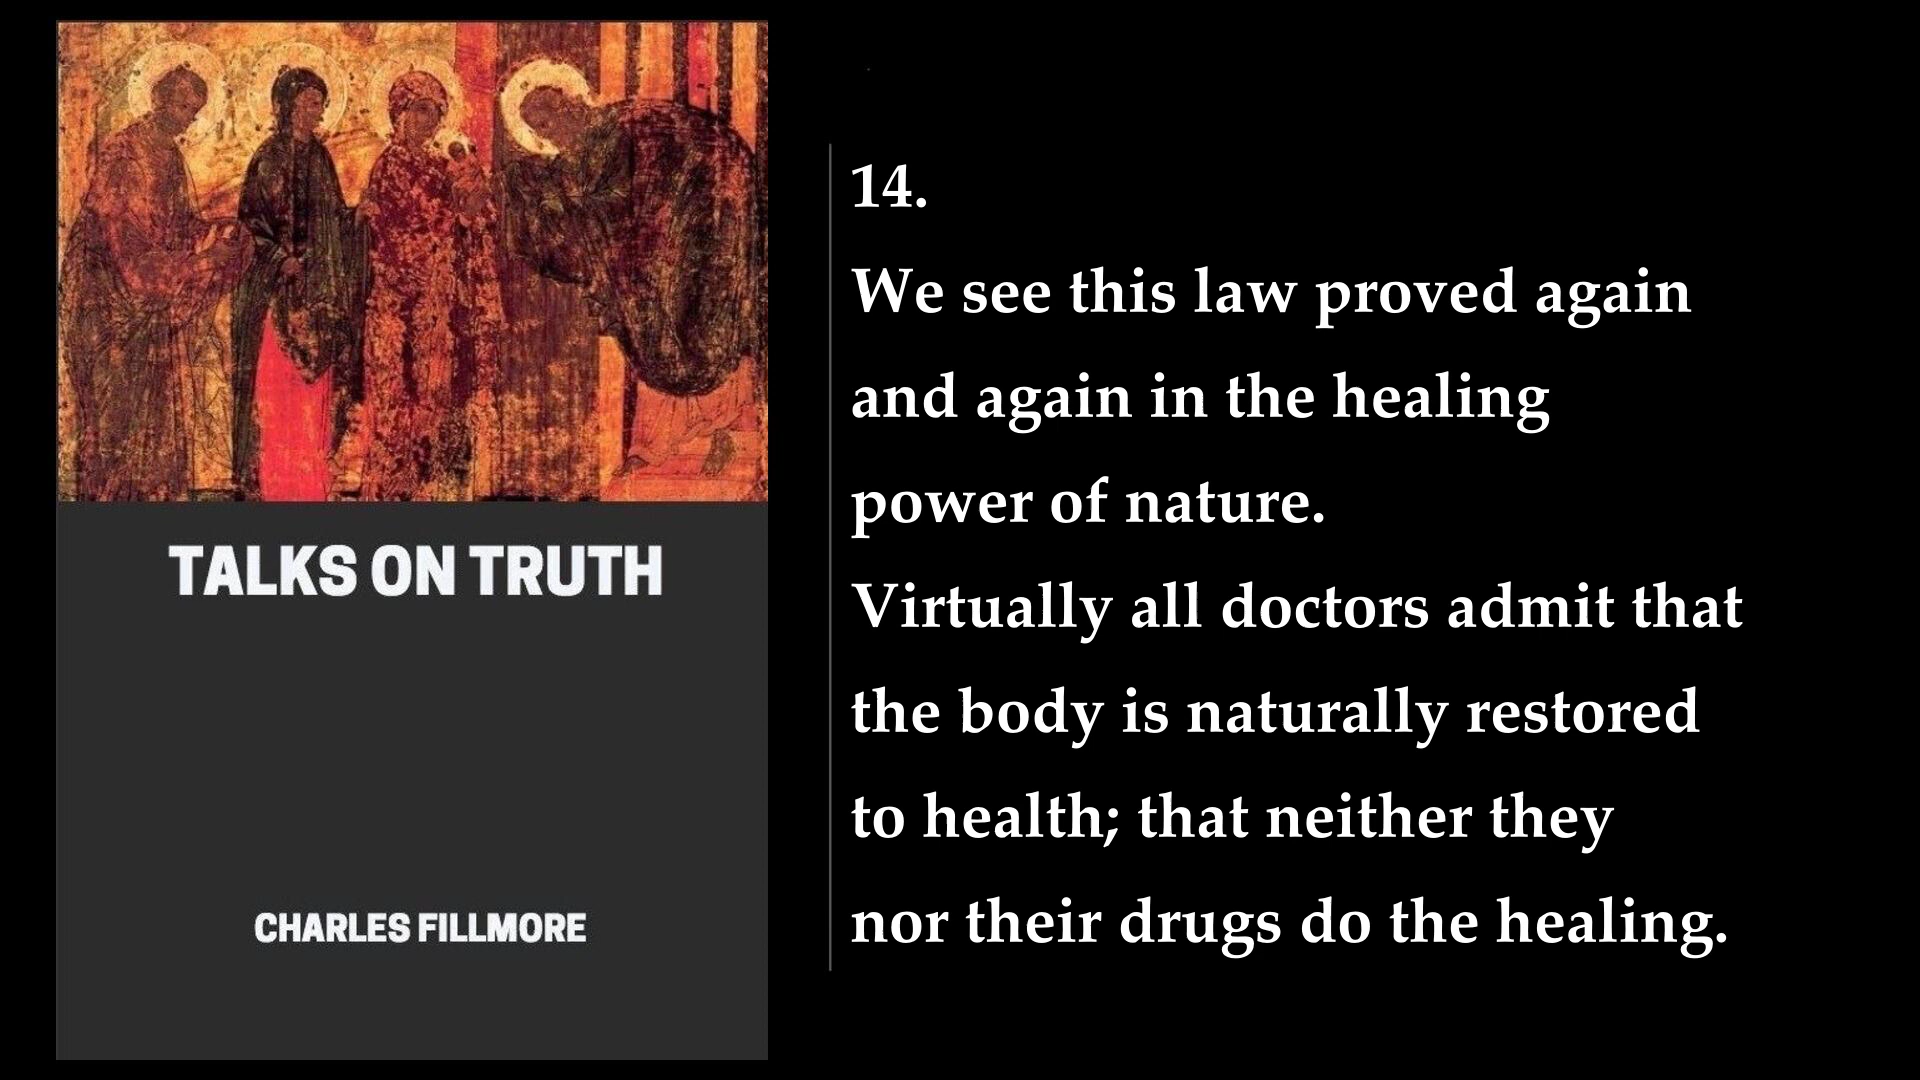 TALKS ON TRUTH
CHARLES FILLMORE
14.
We see this law proved again
and again in the healing
power of nature.
Virtually all doctors admit that
the body is naturally restored
to health; that neither they
nor their drugs do the healing.